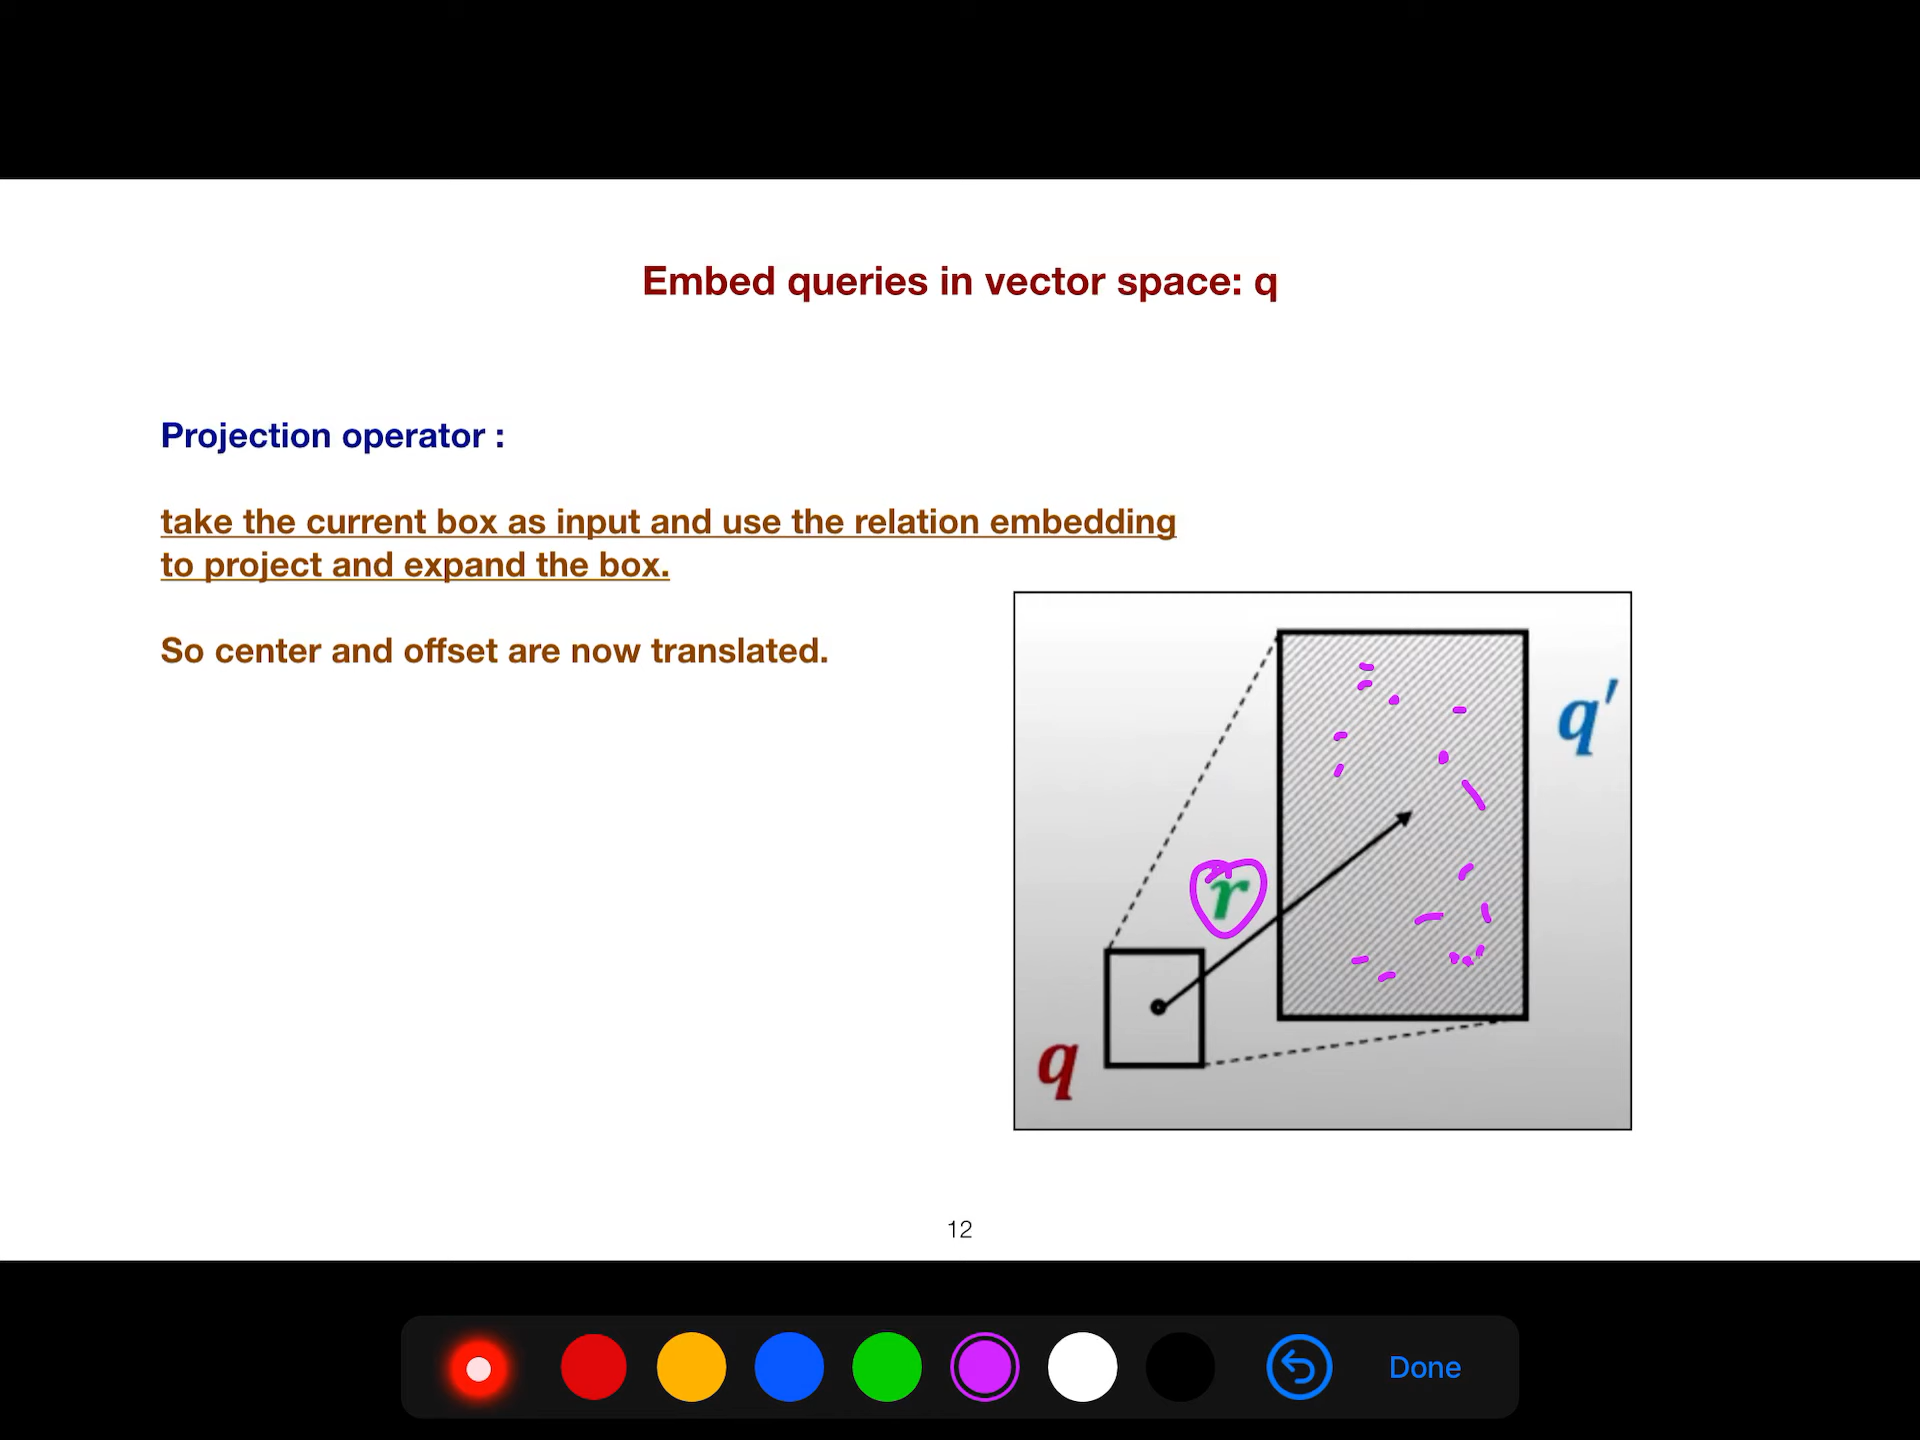 Embed queries in vector space: q
Projection operator :
take the current box as input and use the relation embedding
to project and expand the box.
So center and offset are now translated.
q′
r
q
12
Done